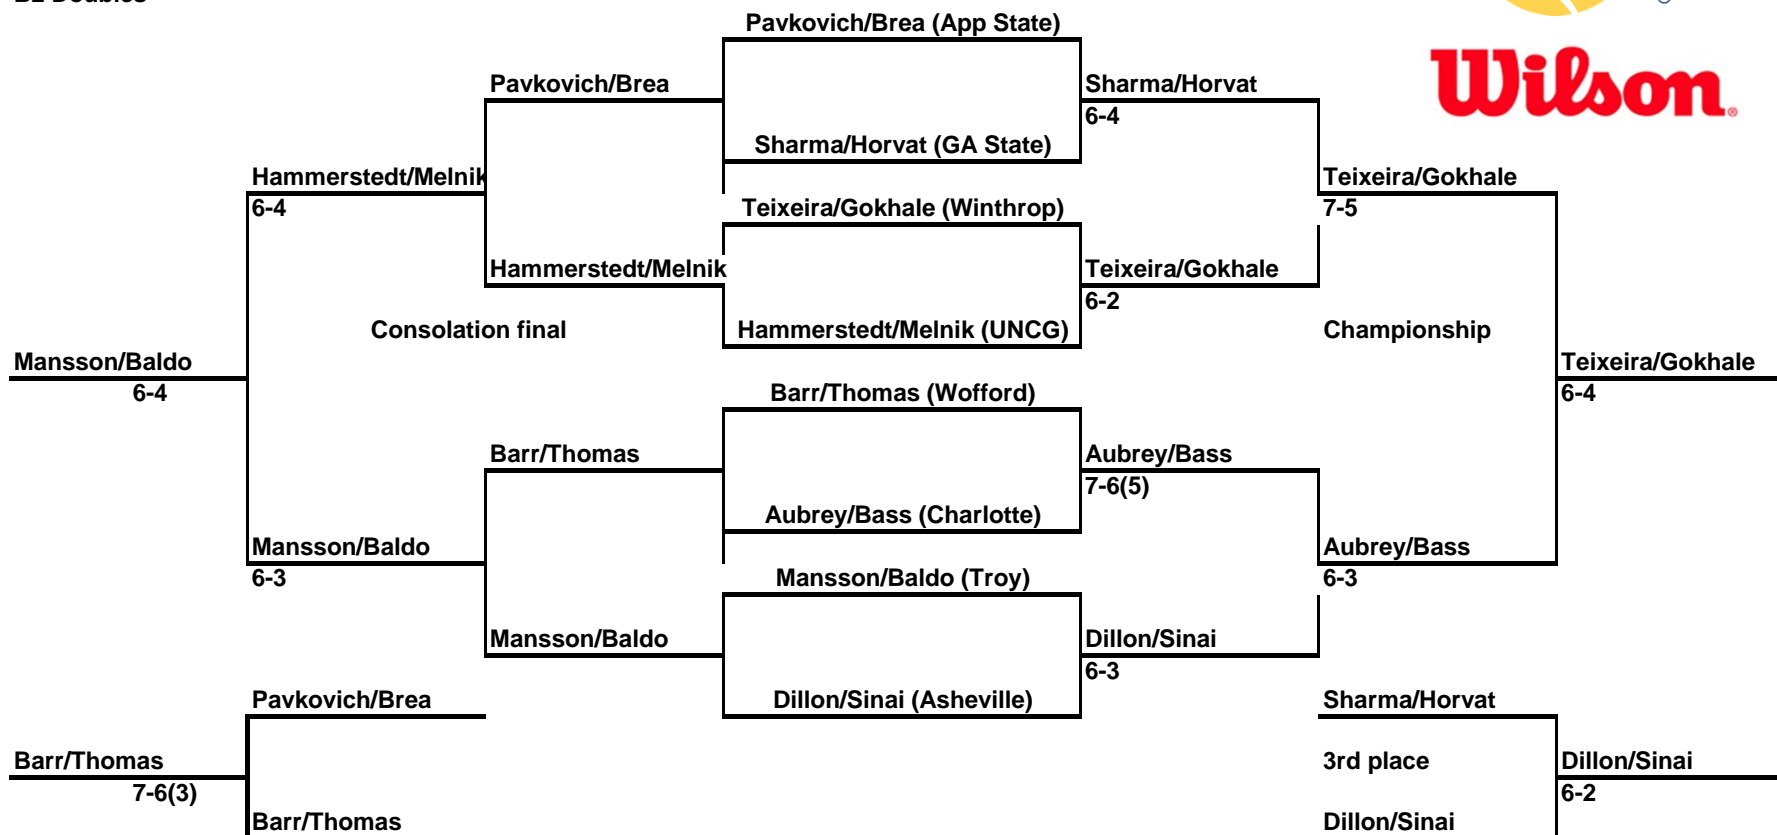 B2 Doubles
Pavkovich/Brea (App State)
Pavkovich/Brea
Sharma/Horvat
6-4
Wilson
Sharma/Horvat (GA State)
Hammerstedt/Melnik
6-4
Teixeira/Gokhale
7-5
Teixeira/Gokhale (Winthrop)
Hammerstedt/Melnik
Teixeira/Gokhale
6-2
Consolation final
Hammerstedt/Melnik (UNCG)
Championship
Mansson/Baldo
6-4
Teixeira/Gokhale
6-4
Barr/Thomas (Wofford)
Barr/Thomas
Aubrey/Bass
7-6(5)
Aubrey/Bass (Charlotte)
Mansson/Baldo
6-3
Aubrey/Bass
6-3
Mansson/Baldo (Troy)
Mansson/Baldo
Dillon/Sinai
6-3
Pavkovich/Brea
Dillon/Sinai (Asheville)
Sharma/Horvat
Barr/Thomas
7-6(3)
3rd place
Dillon/Sinai
6-2
Barr/Thomas
Dillon/Sinai